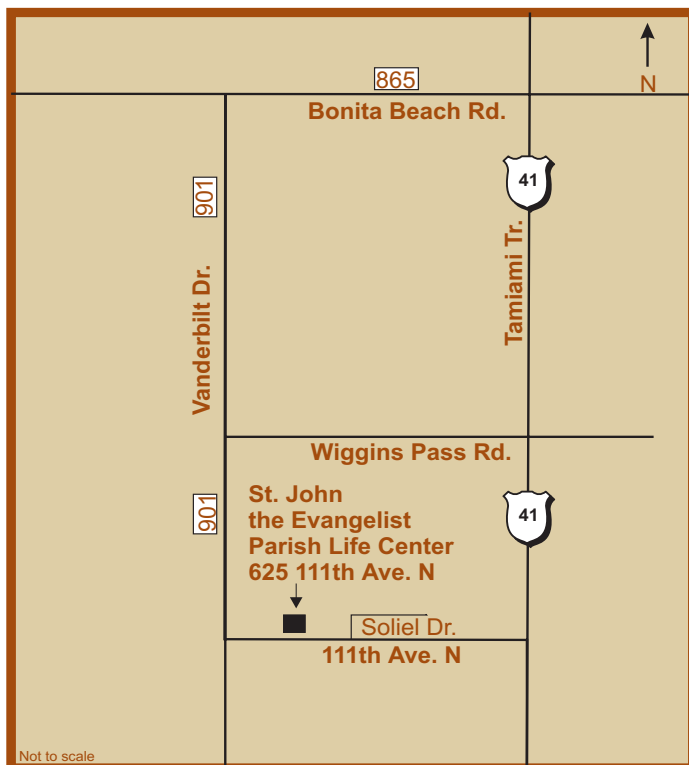 865
N
Bonita Beach Rd.
41
901
Tamiami Tr.
Vanderbilt Dr.
Wiggins Pass Rd.
St. John
the Evangelist
Parish Life Center
625 111th Ave. N
901
41
Soliel Dr.
111th Ave. N
Not to scale